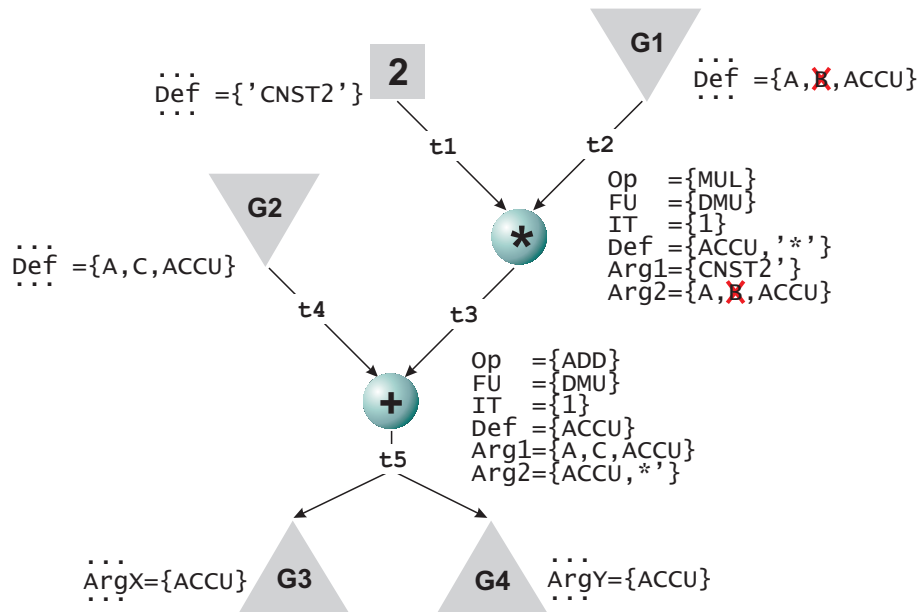 G1
...
Def ={A,B,ACCU}
...
2
...
Def ={'CNST2'}
...
t1
t2
Op  ={MUL}
FU  ={DMU}
IT  ={1}
Def ={ACCU,'*'}
Arg1={CNST2'}
Arg2={A,B,ACCU}
G2
...
Def ={A,C,ACCU}
...
*
t4
t3
Op  ={ADD}
FU  ={DMU}
IT  ={1}
Def ={ACCU}
Arg1={A,C,ACCU}
Arg2={ACCU,*'}
+
t5
...
ArgX={ACCU}
...
G3
G4
...
ArgY={ACCU}
...